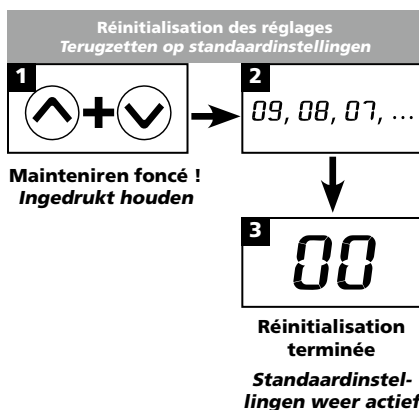 Réinitialisation des réglages
Terugzetten op standaardinstellingen
1
+
Mainteniren foncé !
Ingedrukt houden
2
09, 08, 07, ...
3
00
Réinitialisation
terminée
Standaardinstel-
lingen weer actief